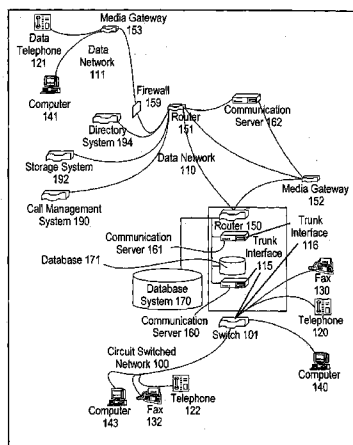 Media Gateway
153
Data
Telephone
121
Data
Network
111
Firewall
159
Computer
141
Router
151
Communication
Server 162
Directory
System 194
Storage System
192
Data Network
110
Media Gateway
152
Call Management
System 190
Router 150
Communication
Server 161
Trunk
Interface
116
Trunk
Interface
115
Database 171
Database
System 170
Fax
130
Communication
Server 160
Switch 101
Telephone
120
Circuit Switched
Network 100
Computer
140
Computer
143
Fax
132
Telephone
122